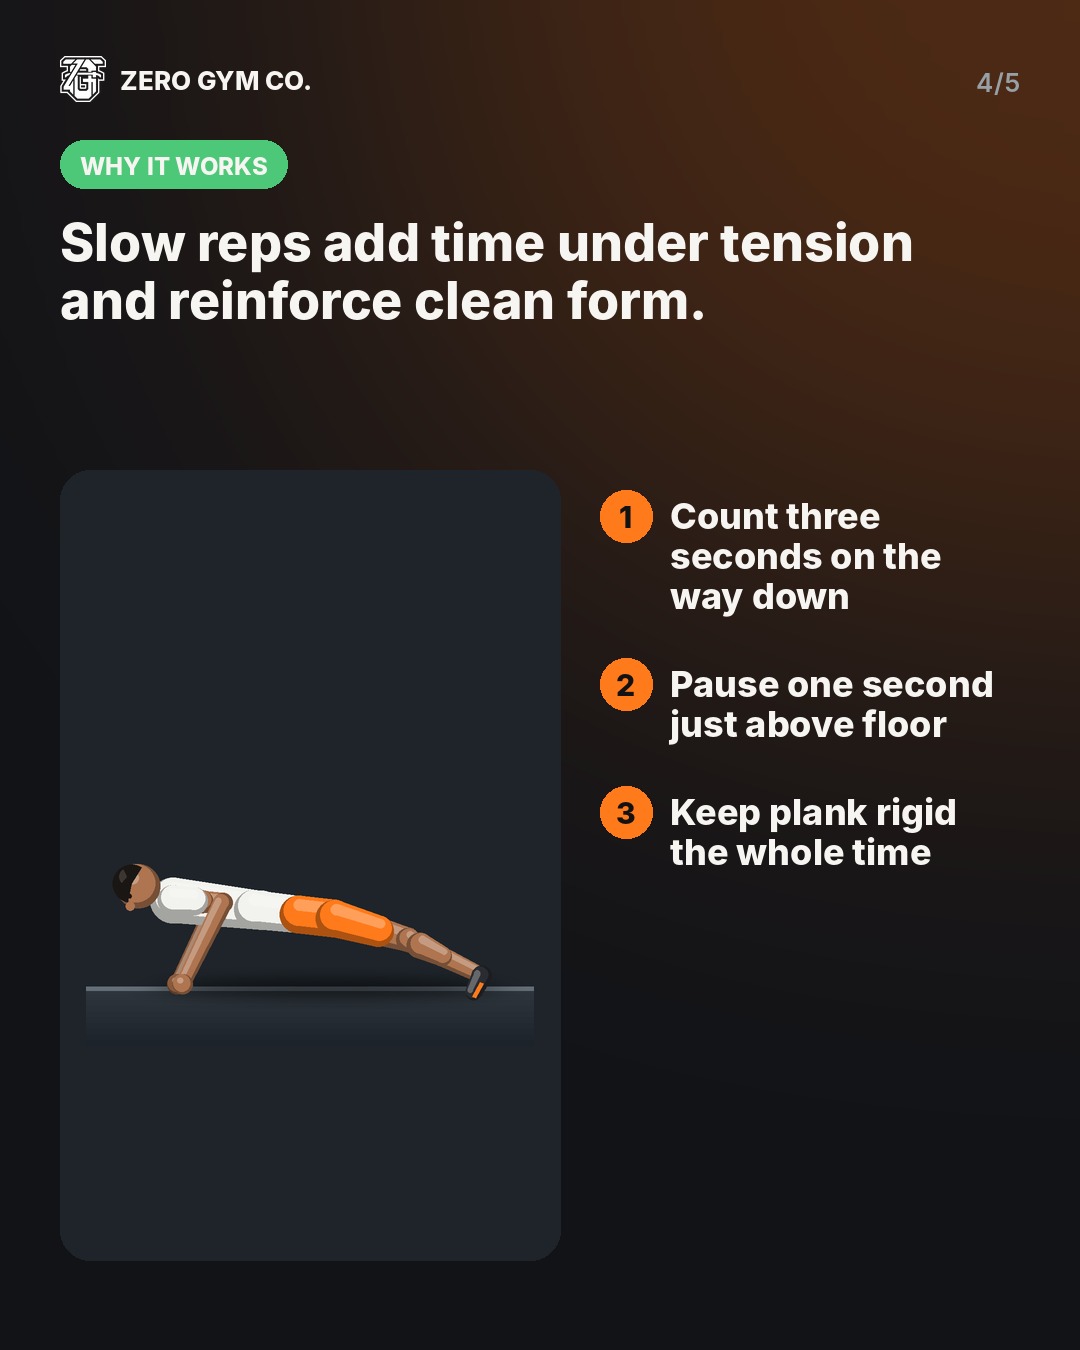 ZERO GYM CO.
4/5
WHY IT WORKS
Slow reps add time under tension
and reinforce clean form.
1 Count three
seconds on the
way down
2 Pause one second
just above floor
3 Keep plank rigid
the whole time